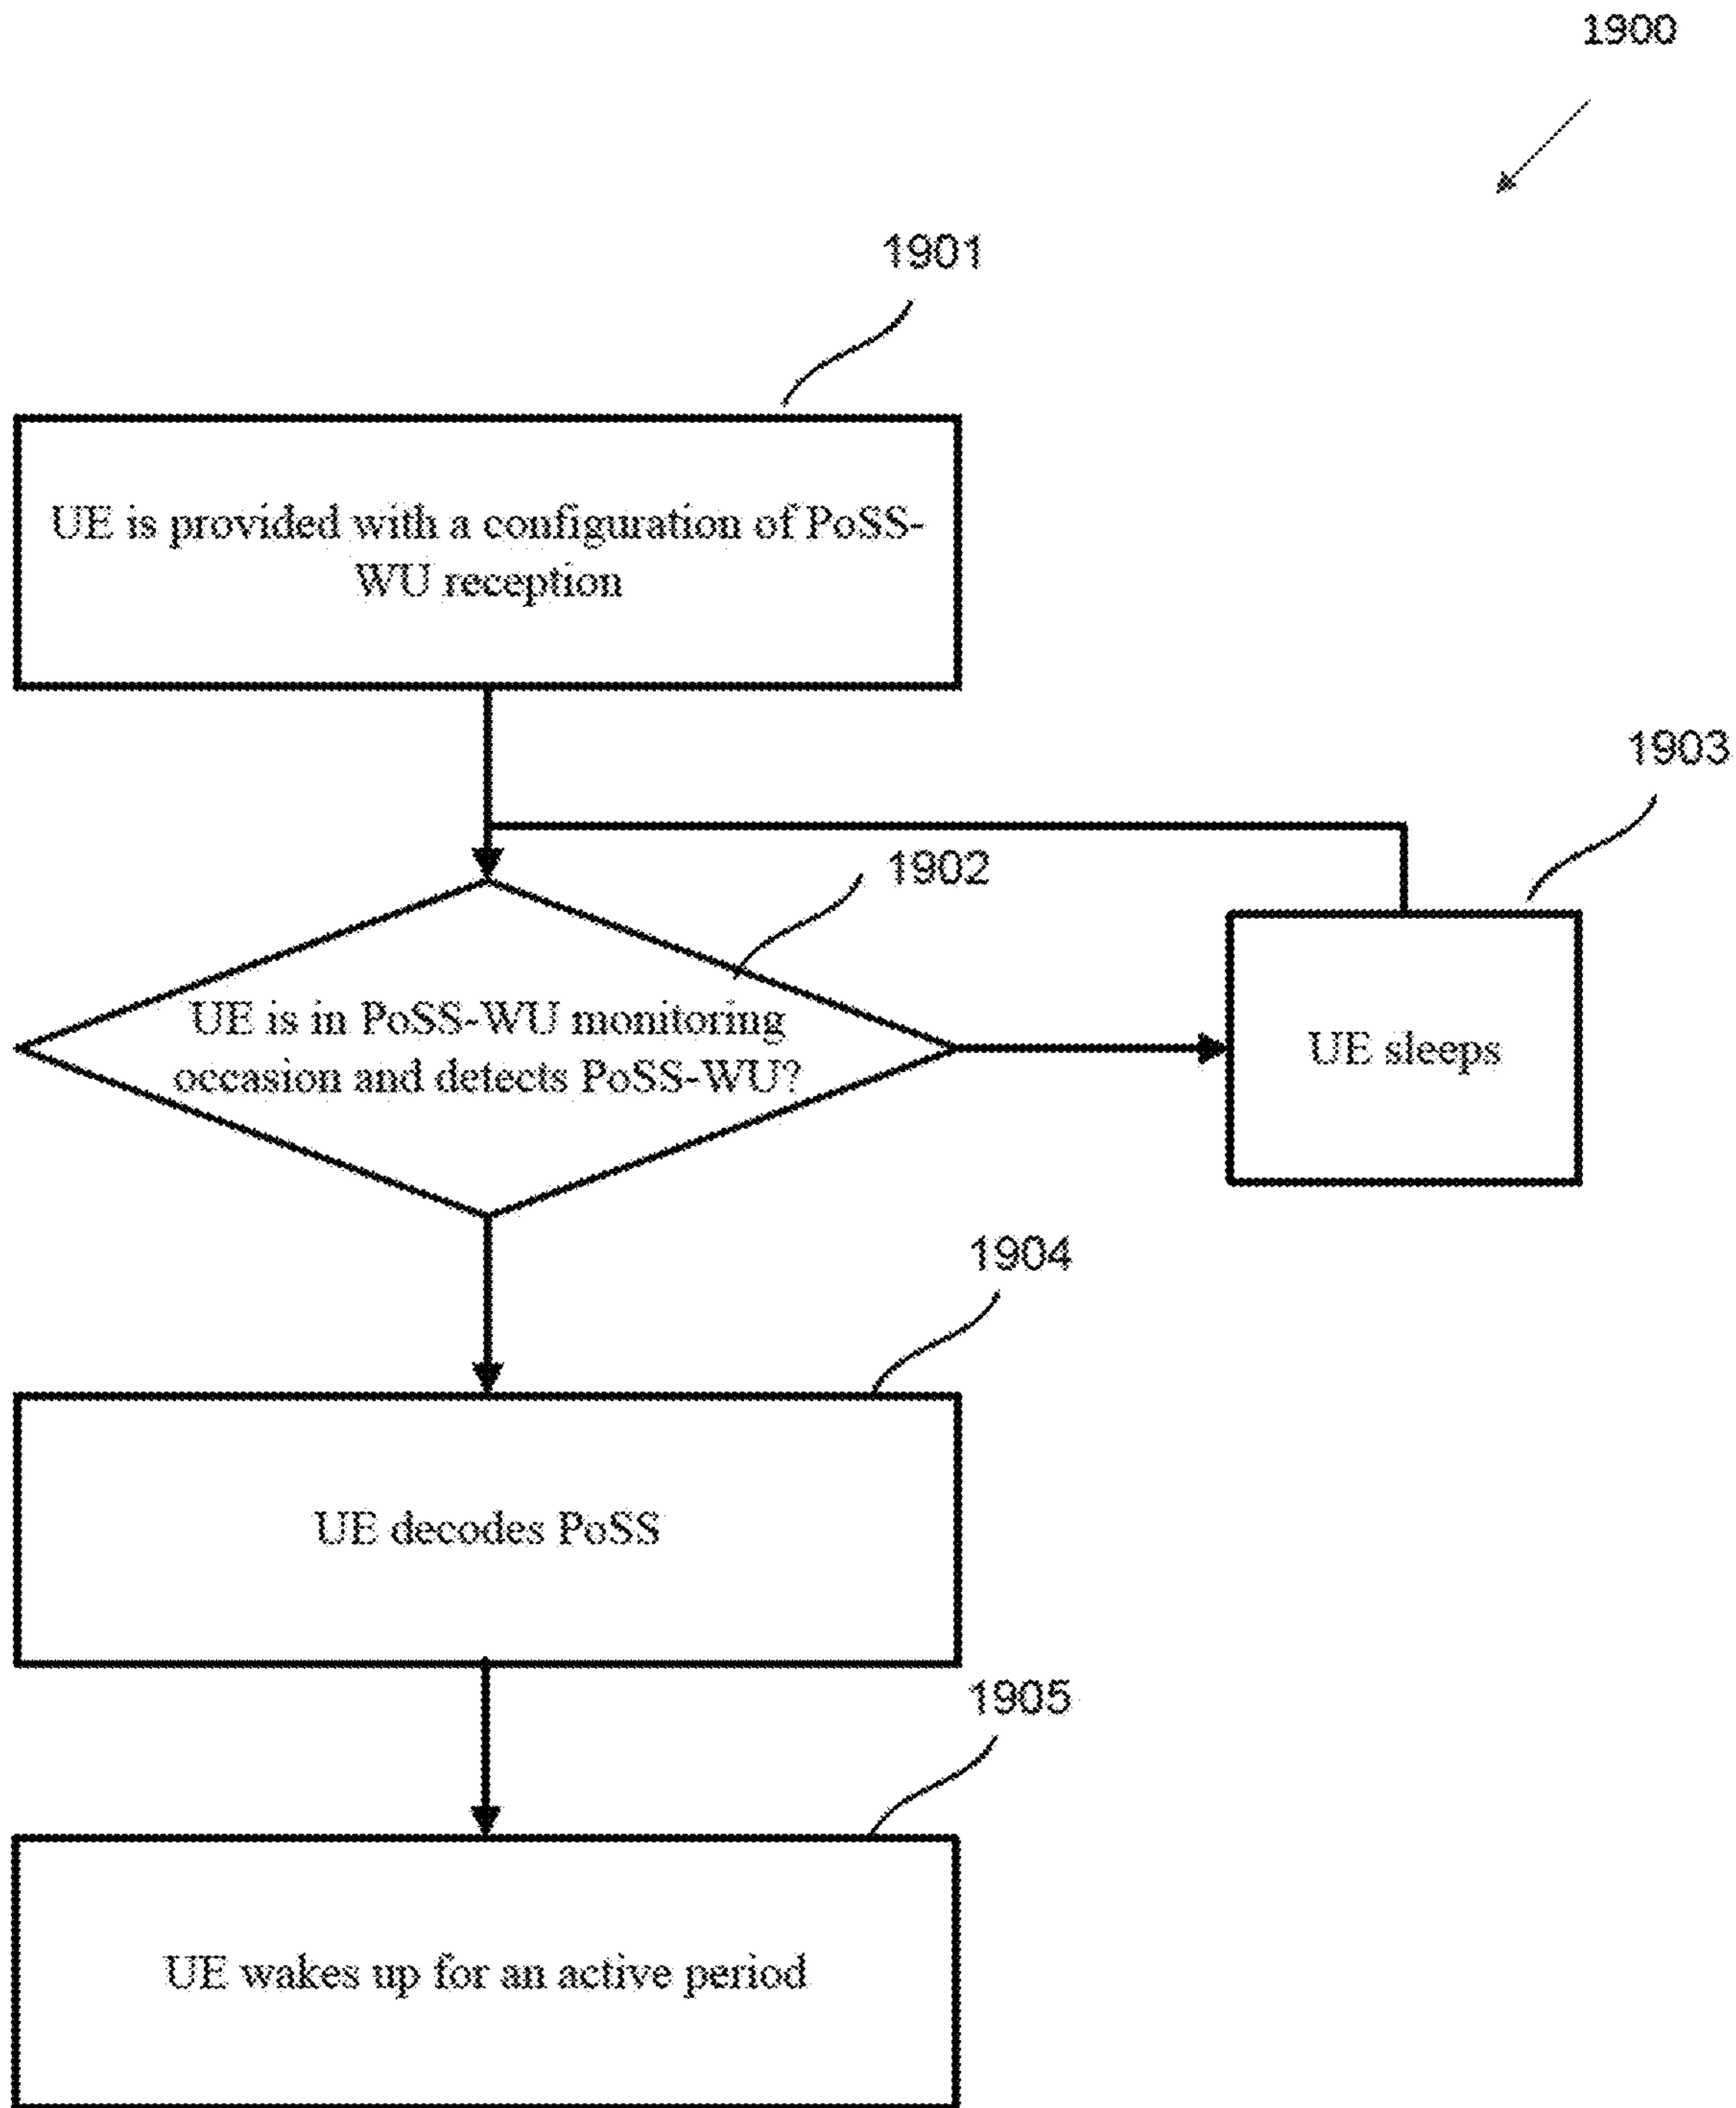 1900
1901
UE is provided with a configuration of PoSS-
WU reception
1903
1902
UE is in PoSS-WU monitoring
occasion and detects PoSS-WU?
UE sleeps
1904
UE decodes PoSS
1905
UE wakes up for an active period